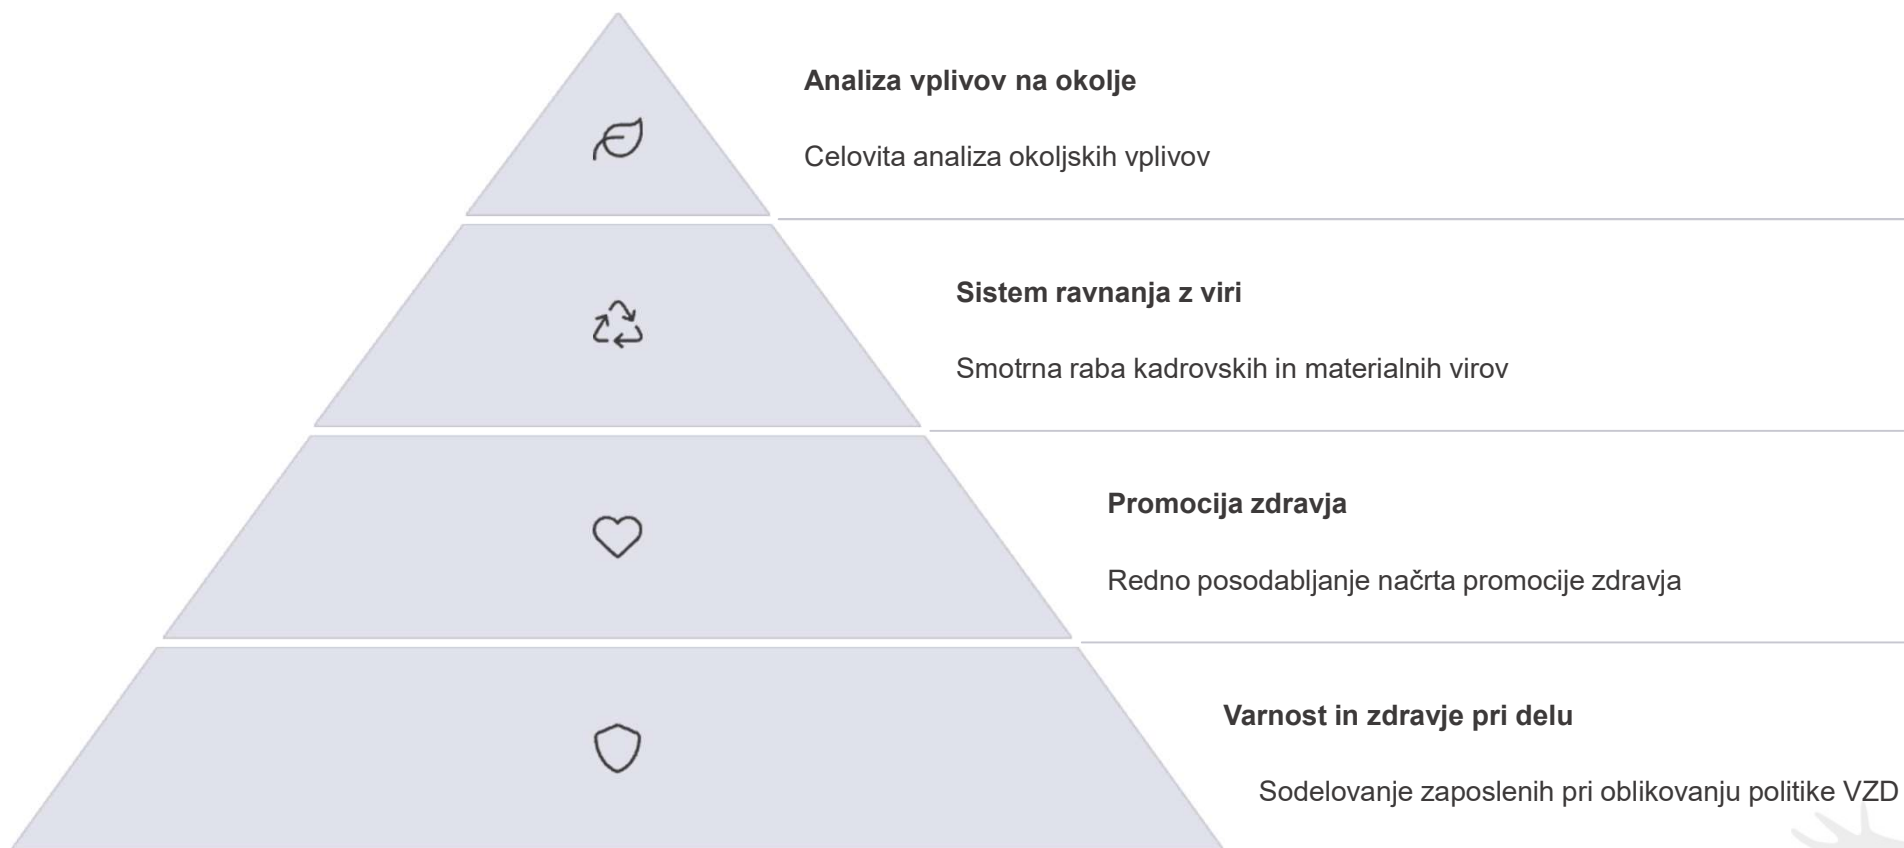 Analiza vplivov na okolje
Celovita analiza okoljskih vplivov
Sistem ravnanja z viri
Smotrna raba kadrovskih in materialnih virov
Promocija zdravja
Redno posodabljanje načrta promocije zdravja
Varnost in zdravje pri delu
Sodelovanje zaposlenih pri oblikovanju politike VZD